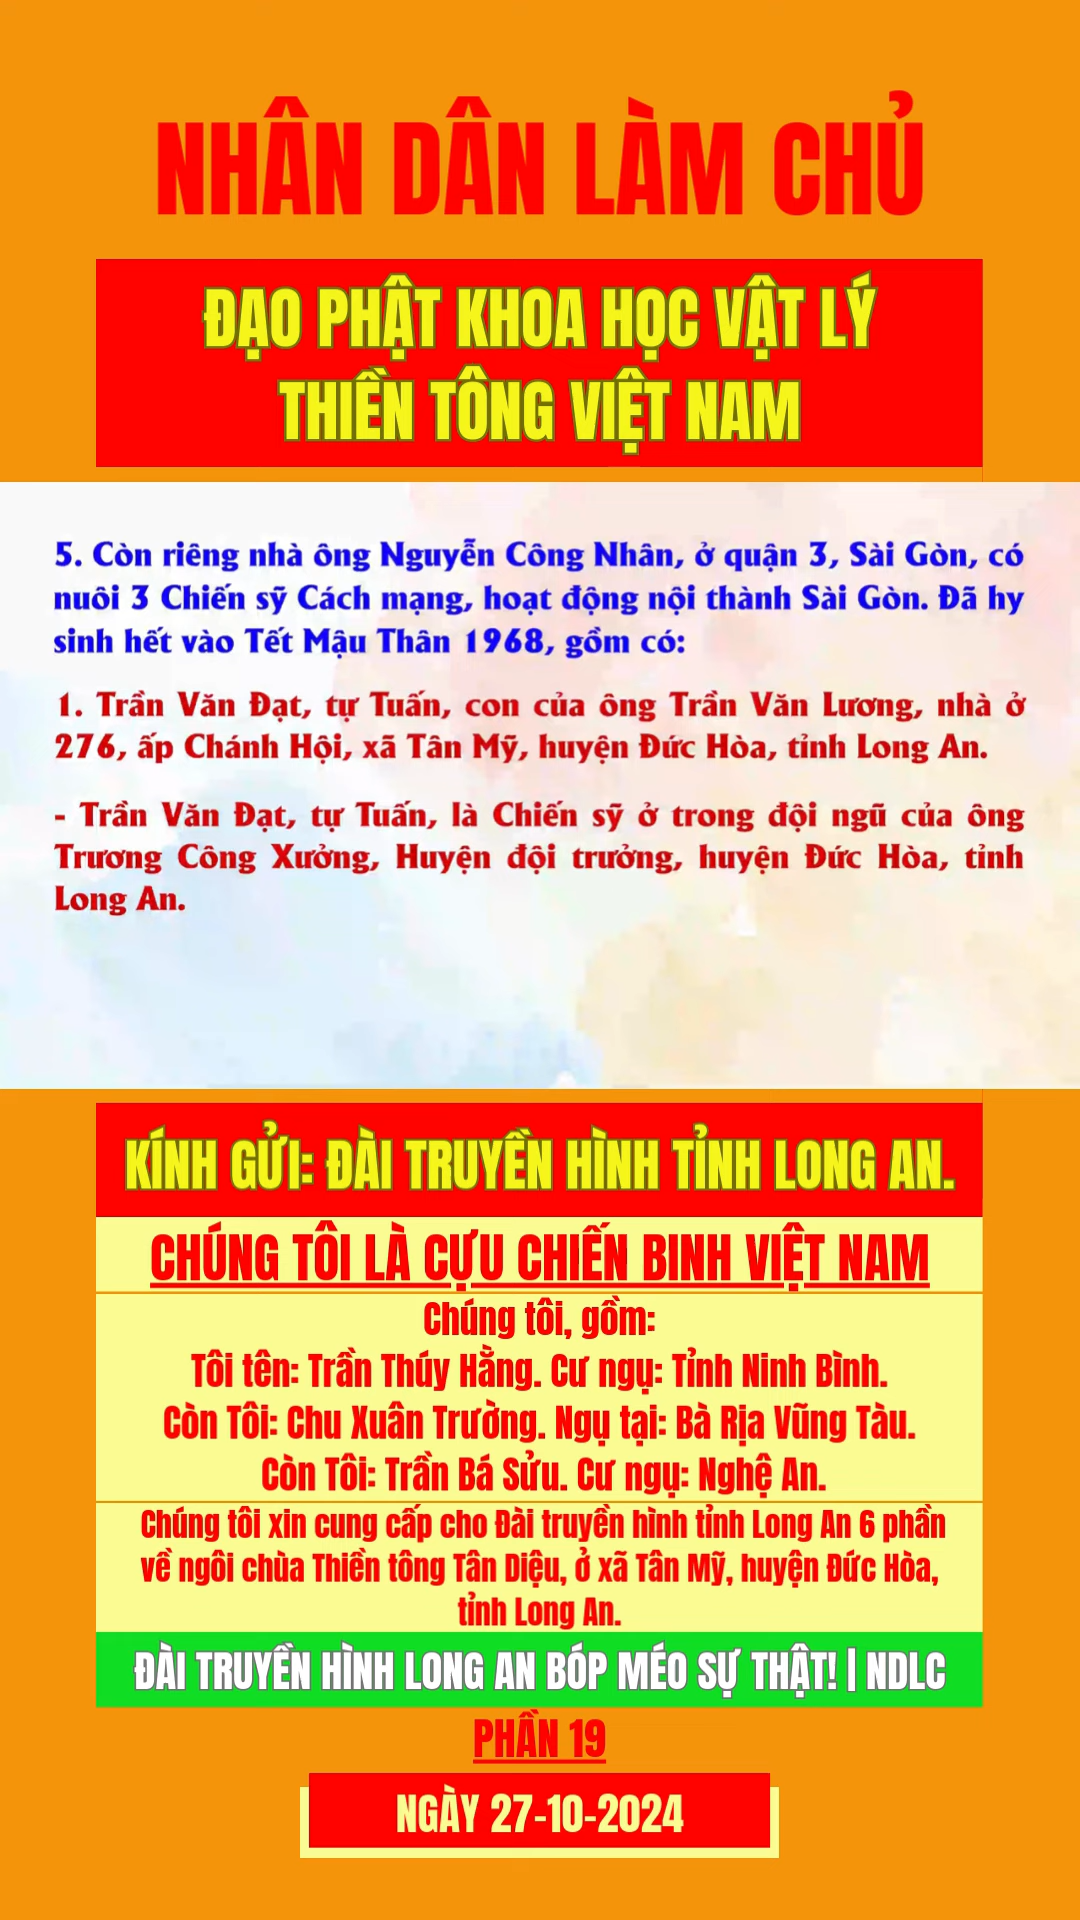 NHÂN DÂN LÀM CHỦ
ĐẠO PHẬT KHOA HỌC VẬT LÝ
THIỀN TÔNG VIỆT NAM
5. Còn riêng nhà ông Nguyễn Công Nhân, ở quận 3, Sài Gòn, có
nuôi 3 Chiến sỹ Cách mạng, hoạt động nội thành Sài Gòn. Đã hy
sinh hết vào Tết Mậu Thân 1968, gồm có:
1. Trần Văn Đạt, tự Tuấn, con của ông Trần Văn Lương, nhà ở
276, ấp Chánh Hội, xã Tân Mỹ, huyện Đức Hòa, tỉnh Long An.
- Trần Văn Đạt, tự Tuấn, là Chiến sỹ ở trong đội ngũ của ông
Trương Công Xưởng, Huyện đội trưởng, huyện Đức Hòa, tỉnh
Long An.
KÍNH GỬI: ĐÀI TRUYỀN HÌNH TỈNH LONG AN.
CHÚNG TÔI LÀ CỰU CHIẾN BINH VIỆT NAM
Chúng tôi, gồm:
Tôi tên: Trần Thúy Hằng. Cư ngụ: Tỉnh Ninh Bình.
Còn Tôi: Chu Xuân Trường. Ngụ tại: Bà Rịa Vũng Tàu.
Còn Tôi: Trần Bá Sửu. Cư ngụ: Nghệ An.
Chúng tôi xin cung cấp cho Đài truyền hình tỉnh Long An 6 phần
về ngôi chùa Thiền tông Tân Diệu, ở xã Tân Mỹ, huyện Đức Hòa,
tỉnh Long An.
ĐÀI TRUYỀN HÌNH LONG AN BÓP MÉO SỰ THẬT! | NDLC
PHẦN 19
NGÀY 27-10-2024